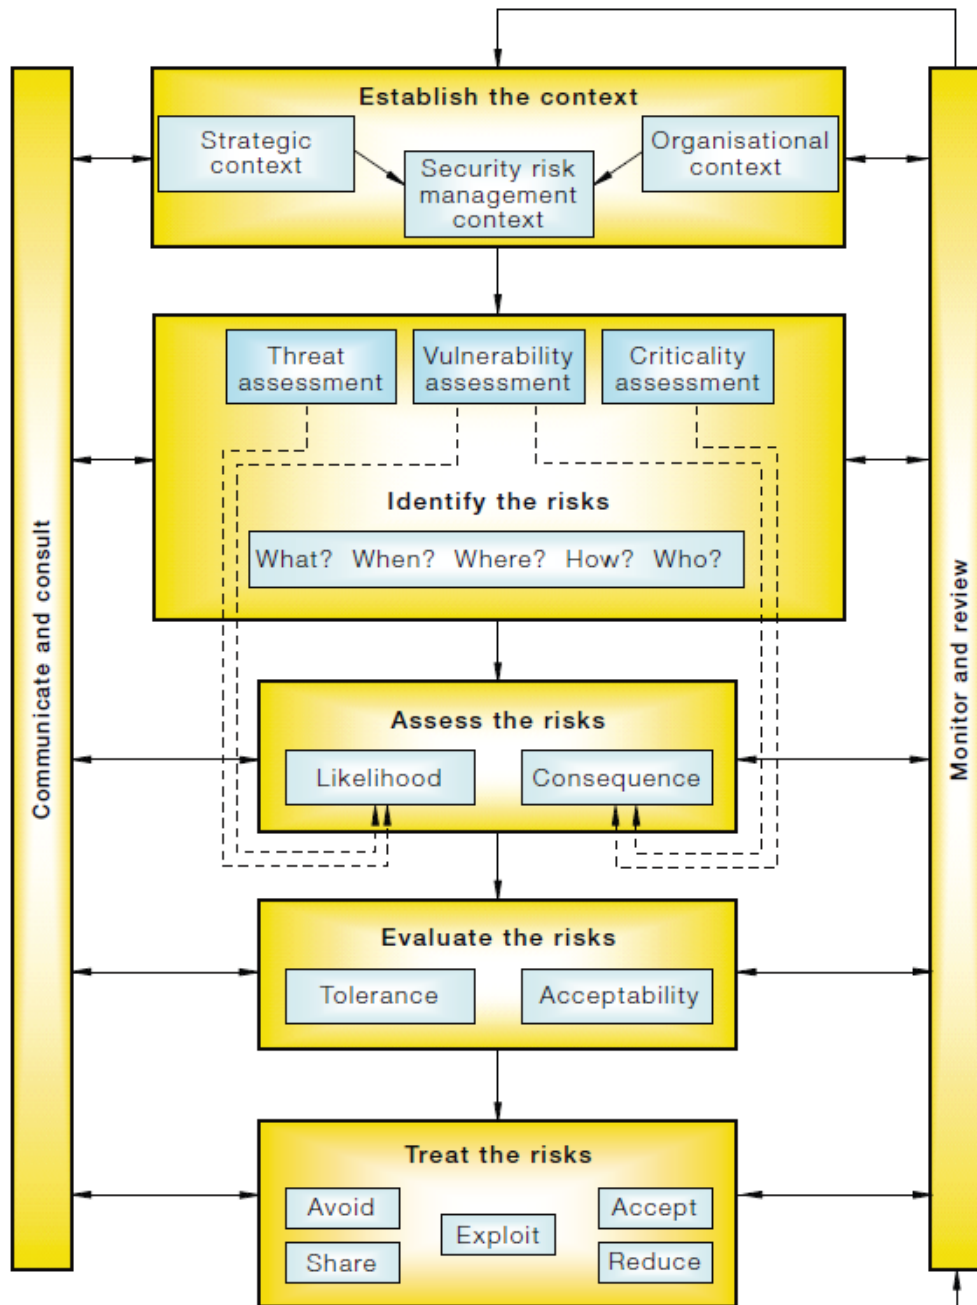 Establish the context
Strategic
context
Organisational
context
Security risk
management
context
Threat
assessment
Vulnerability
assessment
Criticality
assessment
Identify the risks
What? When? Where? How? Who?
Assess the risks
Likelihood
Consequence
Evaluate the risks
Tolerance
Acceptability
Treat the risks
Avoid
Accept
Exploit
Share
Reduce
Communicate and consult
Monitor and review